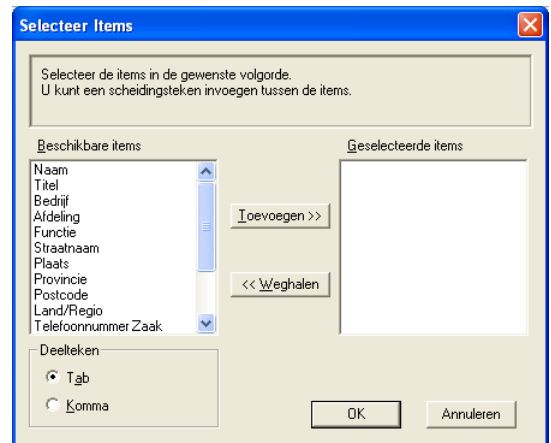 Selecteer Items
Selecteer de items in de gewenste volgorde.
U kunt een scheidingsteken invoegen tussen de items.
Beschikbare items
Naam
Titel
Bedrijf
Afdeling
Functie
Straatnaam
Plaats
Provincie
Postcode
Land/Regio
Telefoonnummer Zaak
Toevoegen >>
<< Weghalen
Geselecteerde items
Deelteken
Tab
Komma
OK
Annuleren